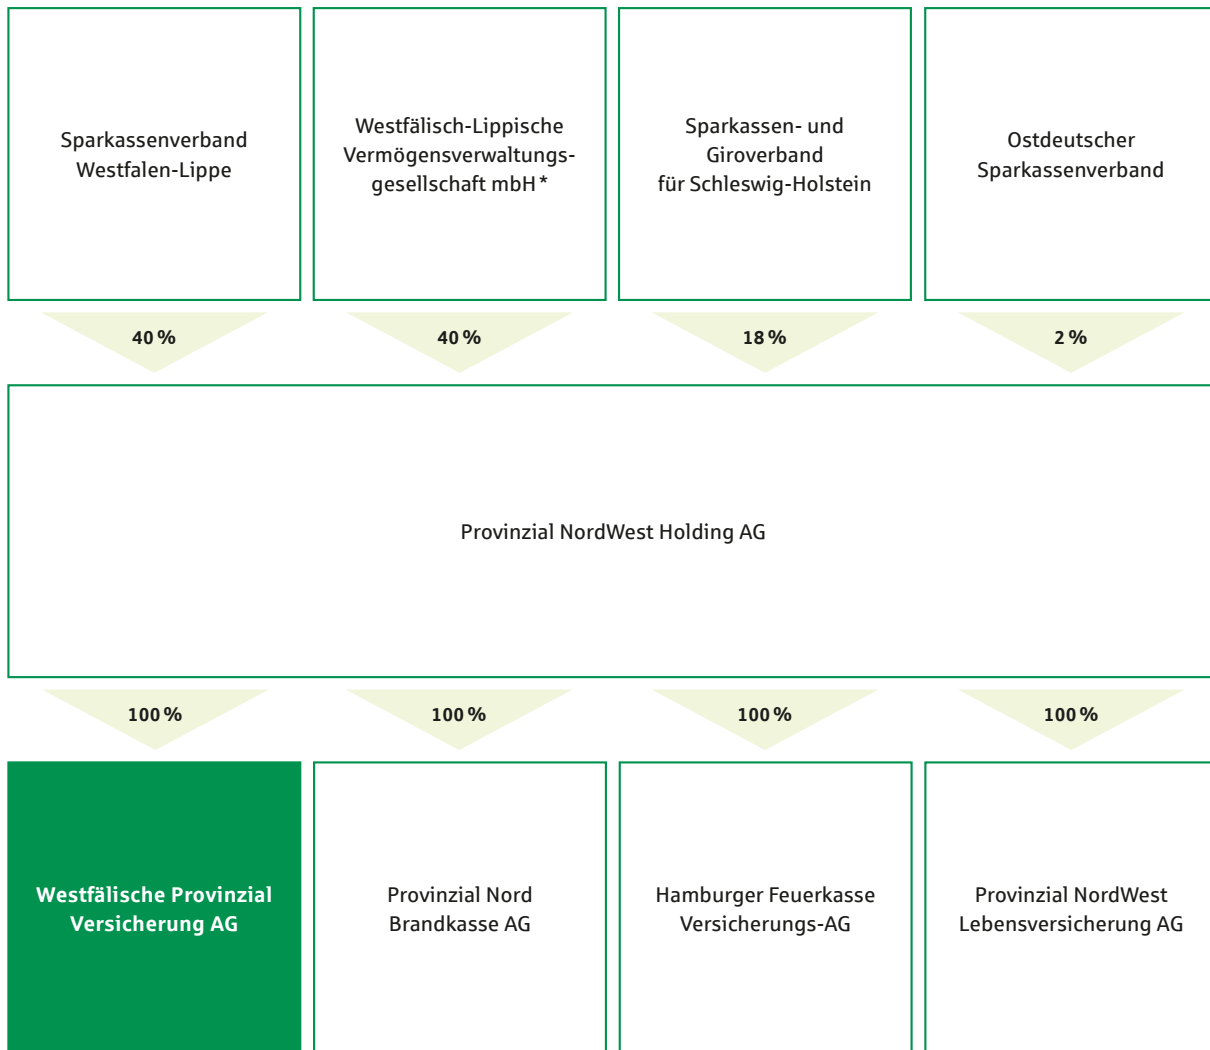 Sparkassenverband
Westfalen-Lippe
Westfälisch-Lippische
Vermögensverwaltungs-
gesellschaft mbH *
Sparkassen- und
Giroverband
für Schleswig-Holstein
Ostdeutscher
Sparkassenverband
40 %
40 %
18 %
2 %
Provinzial NordWest Holding AG
100 %
100 %
100 %
100 %
Westfälische Provinzial
Versicherung AG
Provinzial Nord
Brandkasse AG
Hamburger Feuerkasse
Versicherungs-AG
Provinzial NordWest
Lebensversicherung AG